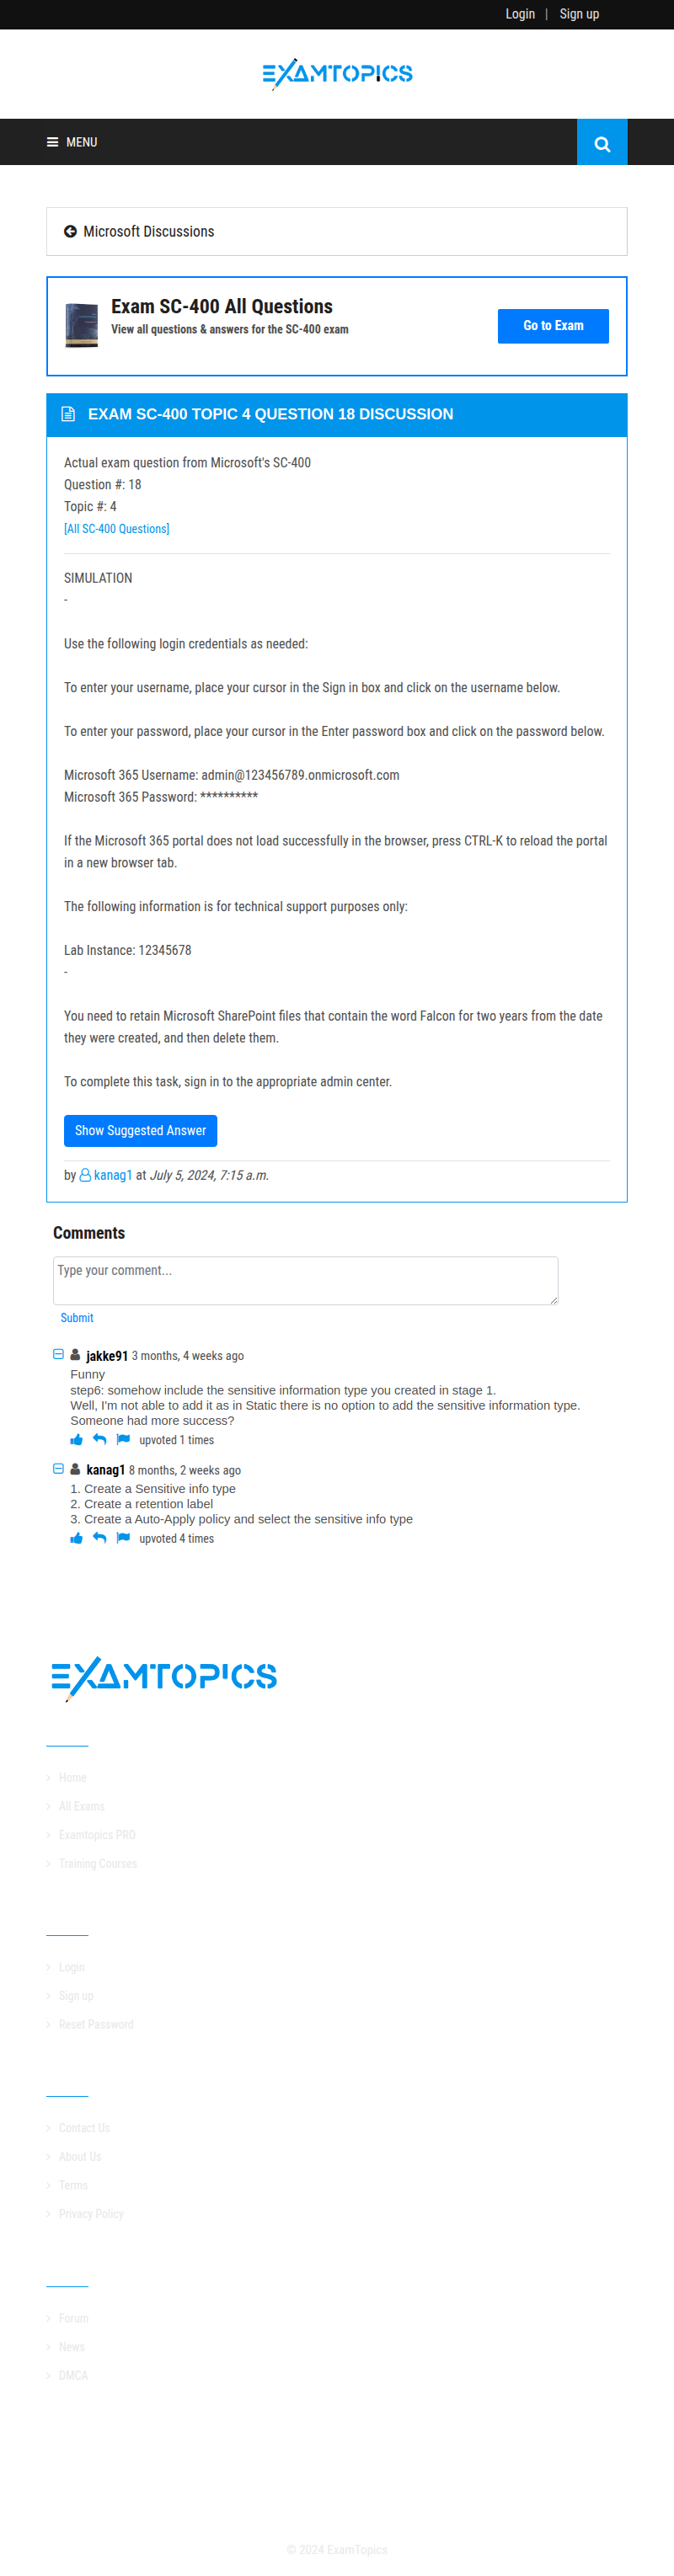 Login | Sign up
EXAMTOPICS
MENU
Microsoft Discussions
Exam SC-400 All Questions
View all questions & answers for the SC-400 exam
Go to Exam
EXAM SC-400 TOPIC 4 QUESTION 18 DISCUSSION
Actual exam question from Microsoft's SC-400
Question #: 18
Topic #: 4
[All SC-400 Questions]
SIMULATION
-
Use the following login credentials as needed:
To enter your username, place your cursor in the Sign in box and click on the username below.
To enter your password, place your cursor in the Enter password box and click on the password below.
Microsoft 365 Username: admin@123456789.onmicrosoft.com
Microsoft 365 Password: **********
If the Microsoft 365 portal does not load successfully in the browser, press CTRL-K to reload the portal
in a new browser tab.
The following information is for technical support purposes only:
Lab Instance: 12345678
-
You need to retain Microsoft SharePoint files that contain the word Falcon for two years from the date
they were created, and then delete them.
To complete this task, sign in to the appropriate admin center.
Show Suggested Answer
by kanag1 at July 5, 2024, 7:15 a.m.
Comments
Type your comment...
Submit
jakke91 3 months, 4 weeks ago
Funny
step6: somehow include the sensitive information type you created in stage 1.
Well, I'm not able to add it as in Static there is no option to add the sensitive information type.
Someone had more success?
upvoted 1 times
kanag1 8 months, 2 weeks ago
1. Create a Sensitive info type
2. Create a retention label
3. Create a Auto-Apply policy and select the sensitive info type
upvoted 4 times
EXAMTOPICS
Home
All Exams
Examtopics PRO
Training Courses
Login
Sign up
Reset Password
Contact Us
About Us
Terms
Privacy Policy
Forum
News
DMCA
© 2024 ExamTopics